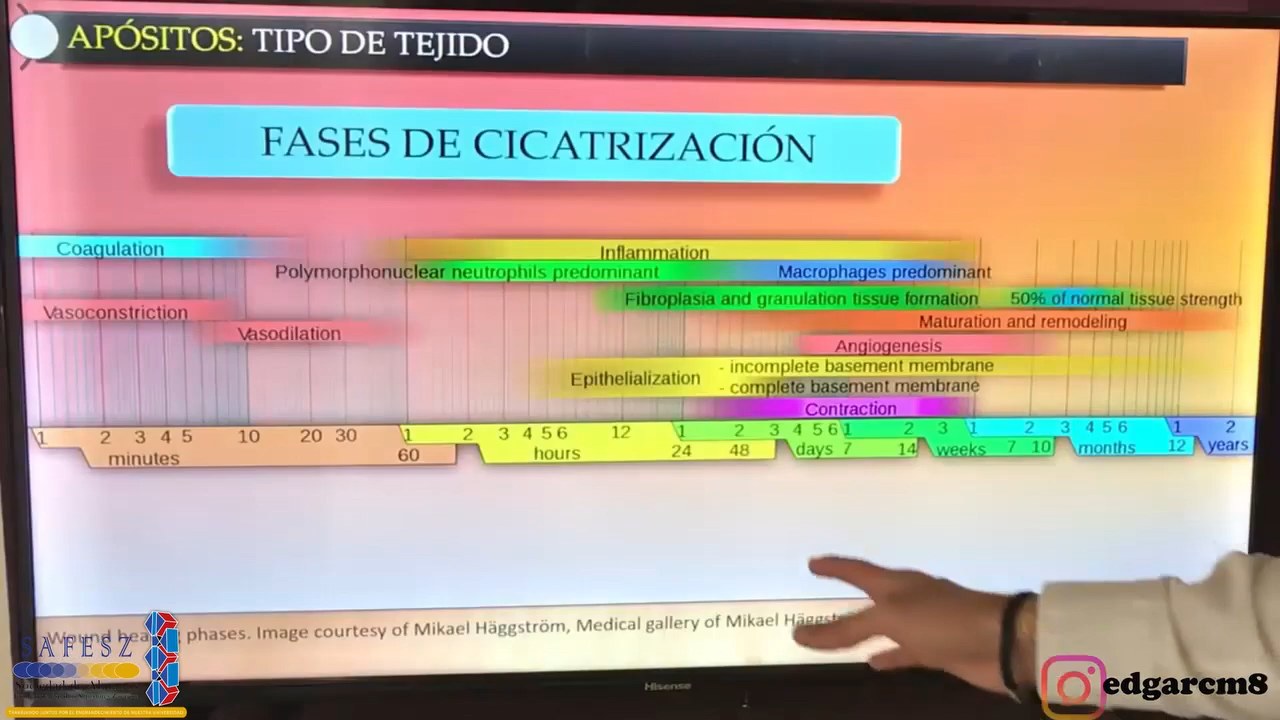 APÓSITOS: TIPO DE TEJIDO
FASES DE CICATRIZACIÓN
Coagulation
Inflammation
Polymorphonuclear neutrophils predominant
Macrophages predominant
Fibroplasia and granulation tissue formation
50% of normal tissue strength
Vasoconstriction
Maturation and remodeling
Vasodilation
Angiogenesis
Epithelialization
- incomplete basement membrane
- complete basement membrane
Contraction
1 2 3 4 5 10 20 30 1 2 3 4 5 6 12 1 2 3 4 5 6 1 2 3 1 2 3 4 5 6 1 2
minutes 60 hours 24 48 days 7 14 weeks 7 10 months 12 years
phases. Image courtesy of Mikael Häggström, Medical gallery of Mikael
SAFESZ
Hisense
edgarcm8